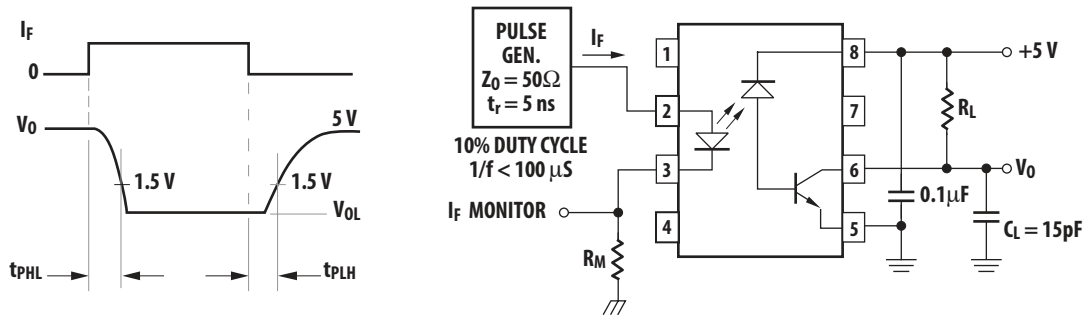 I_F
0
V_O
5 V
1.5 V
1.5 V
V_OL
t_PHL
t_PLH
PULSE
GEN.
Z_O = 50Ω
t_r = 5 ns
I_F
10% DUTY CYCLE
1/f < 100 μS
I_F MONITOR
R_M
1
2
3
4
8
7
6
5
+5 V
R_L
V_O
0.1μF
C_L = 15pF